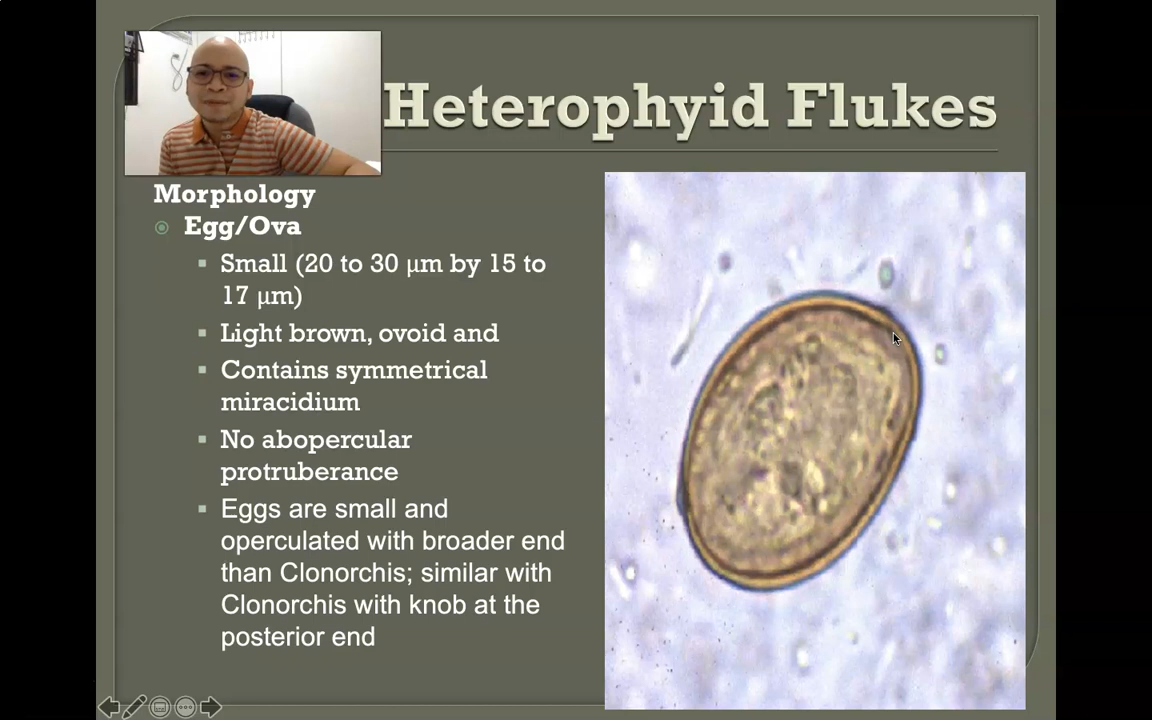 Heterophyid Flukes
Morphology
Egg/Ova
Small (20 to 30 μm by 15 to
17 μm)
Light brown, ovoid and
Contains symmetrical
miracidium
No abopercular
protruberance
Eggs are small and
operculated with broader end
than Clonorchis; similar with
Clonorchis with knob at the
posterior end